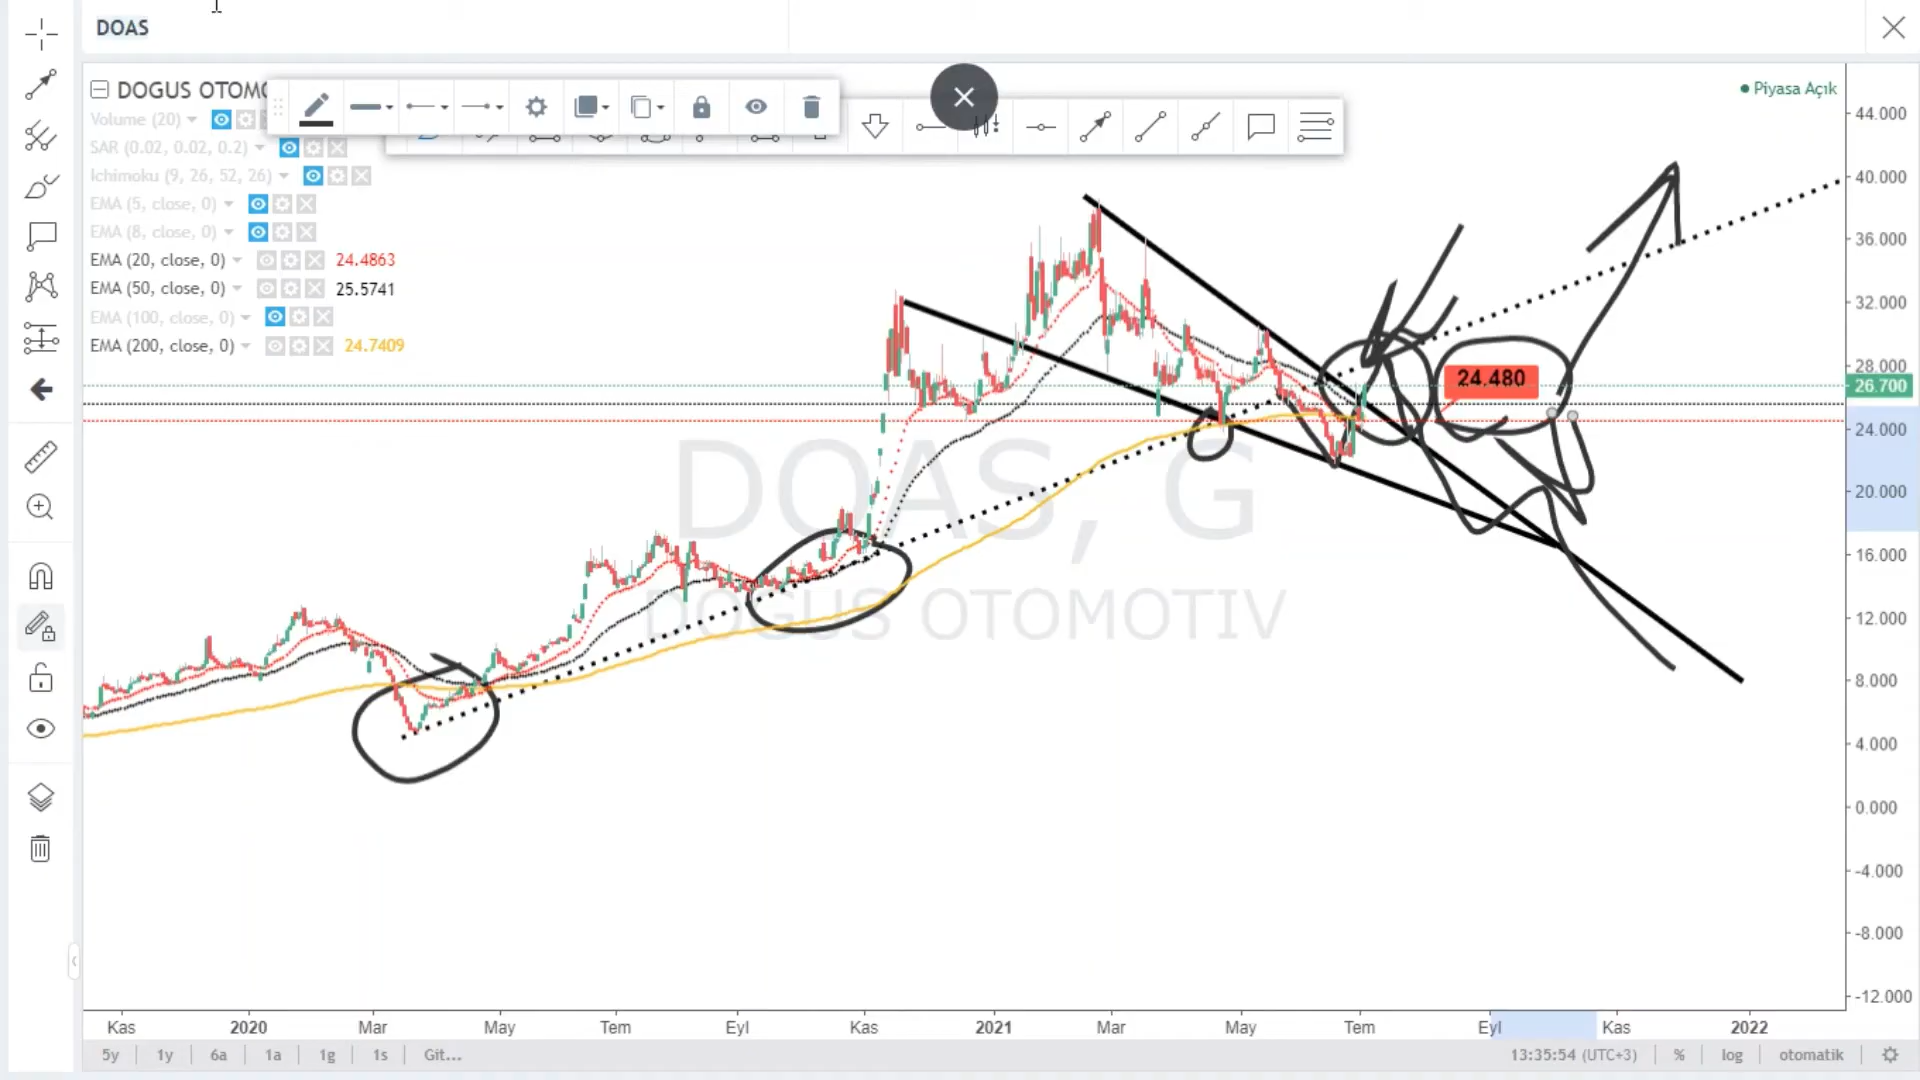 DOAS
DOGUS OTOMO
Piyasa Açık
Volume (20)
SAR (0.02, 0.02, 0.2)
Ichimoku (9, 26, 52, 26)
EMA (5, close, 0)
EMA (8, close, 0)
EMA (20, close, 0) 24.4863
EMA (50, close, 0) 25.5741
EMA (100, close, 0)
EMA (200, close, 0) 24.7409
44.000
40.000
36.000
32.000
28.000
26.700
24.480
24.000
20.000
16.000
12.000
8.000
4.000
0.000
-4.000
-8.000
-12.000
DOAS, G
DOGUS OTOMOTIV
Kas 2020 Mar May Tem Eyl Kas 2021 Mar May Tem Eyl Kas 2022
5y 1y 6a 1a 1g 1s Git... 13:35:54 (UTC+3) % log otomatik